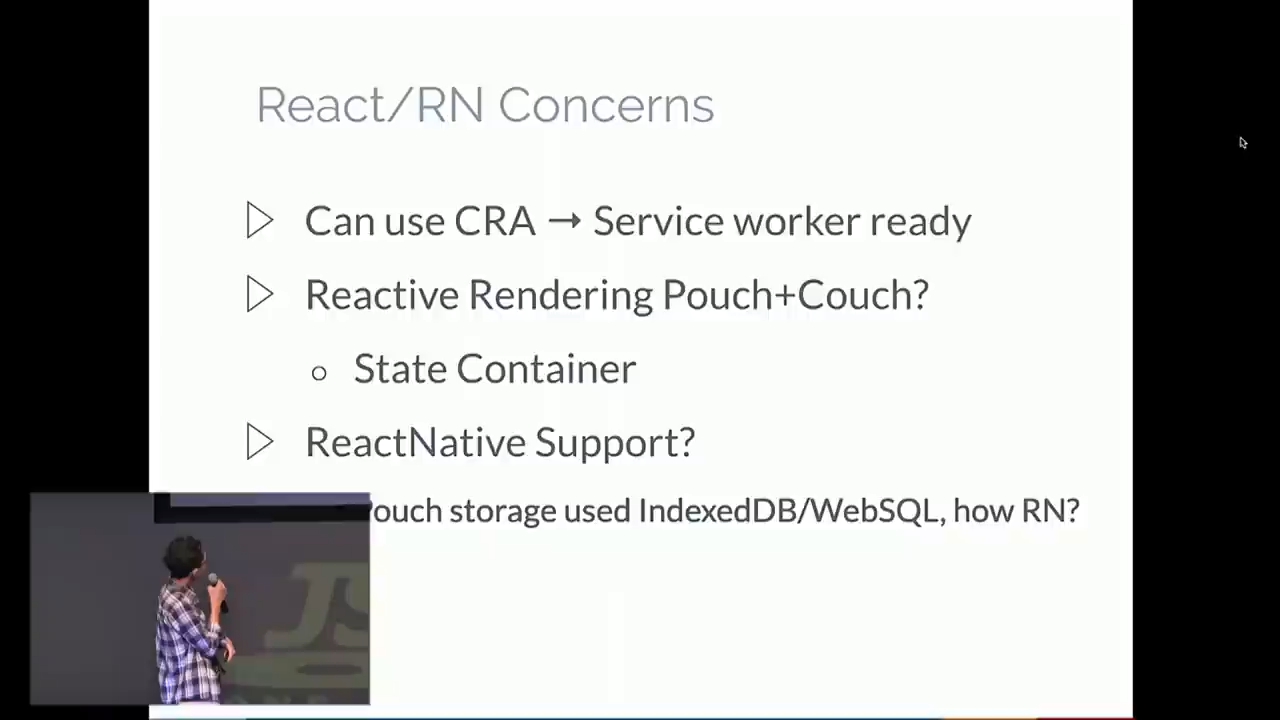 React/RN Concerns
Can use CRA → Service worker ready
Reactive Rendering Pouch+Couch?
State Container
ReactNative Support?
storage used IndexedDB/WebSQL, how RN?
JS